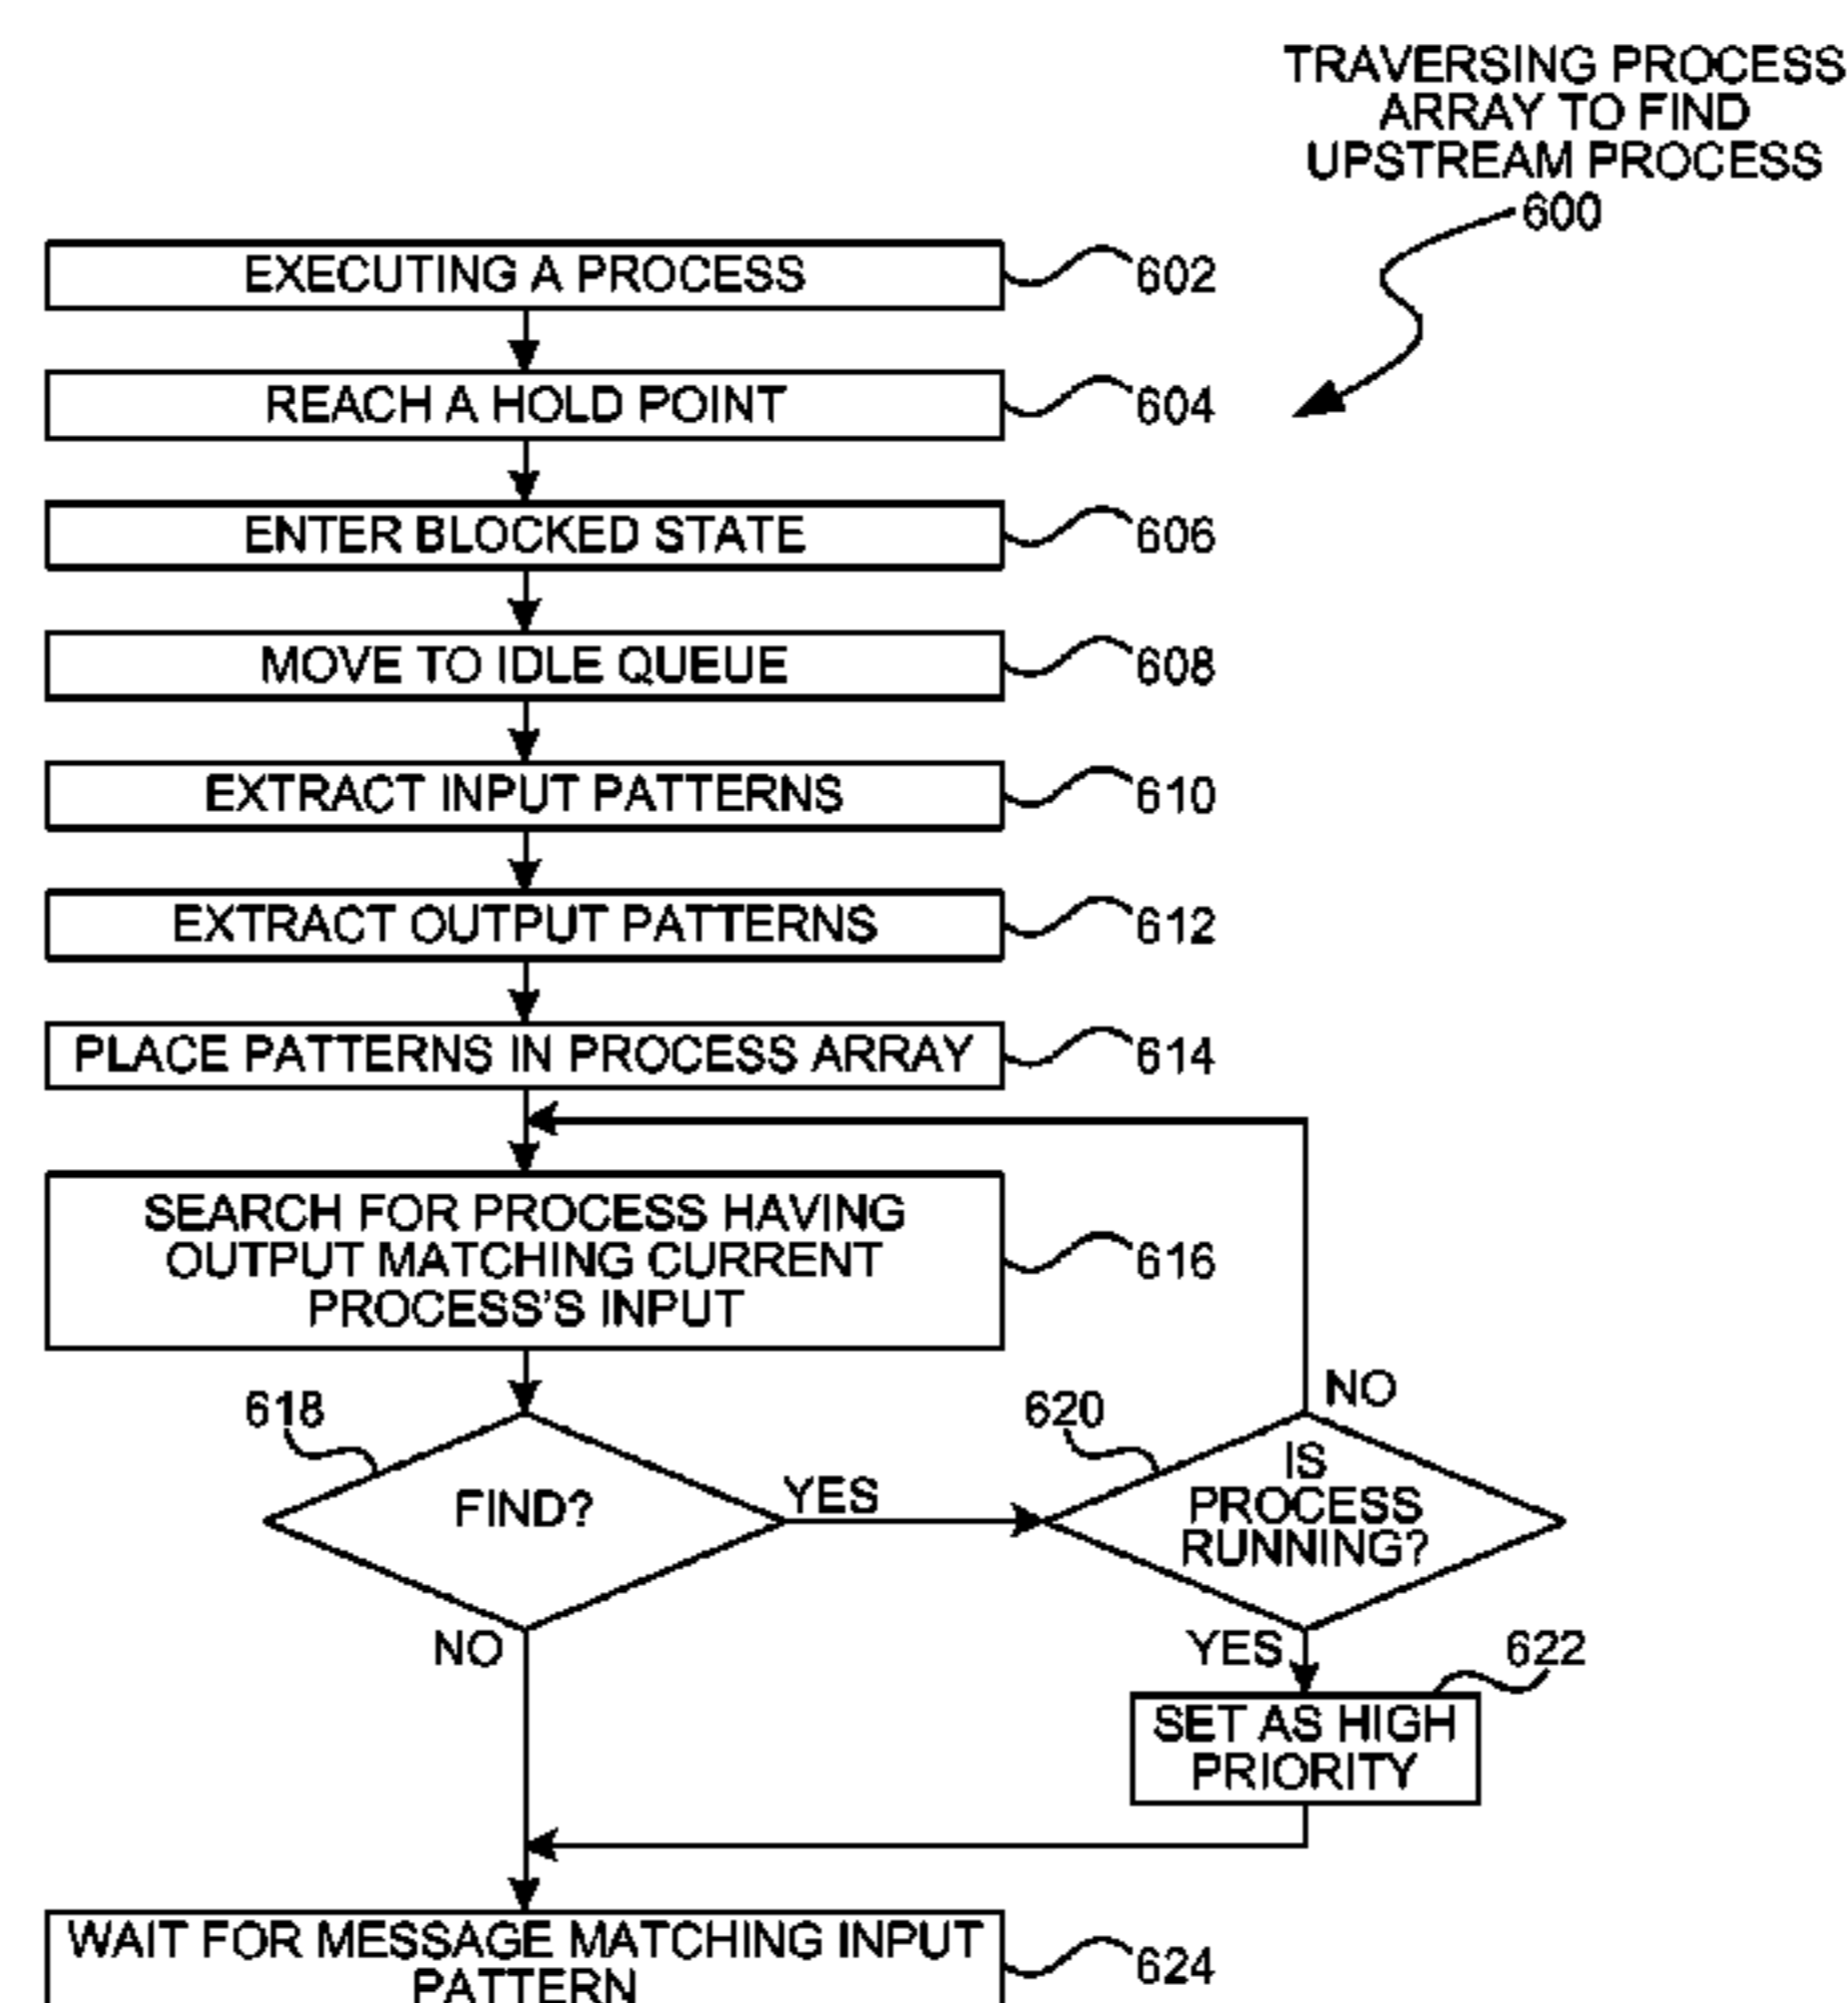 TRAVERSING PROCESS
ARRAY TO FIND
UPSTREAM PROCESS
600
EXECUTING A PROCESS
602
REACH A HOLD POINT
604
ENTER BLOCKED STATE
606
MOVE TO IDLE QUEUE
608
EXTRACT INPUT PATTERNS
610
EXTRACT OUTPUT PATTERNS
612
PLACE PATTERNS IN PROCESS ARRAY
614
SEARCH FOR PROCESS HAVING
OUTPUT MATCHING CURRENT
PROCESS'S INPUT
616
618
FIND?
YES
NO
620
IS
PROCESS
RUNNING?
NO
YES
622
SET AS HIGH
PRIORITY
WAIT FOR MESSAGE MATCHING INPUT
PATTERN
624